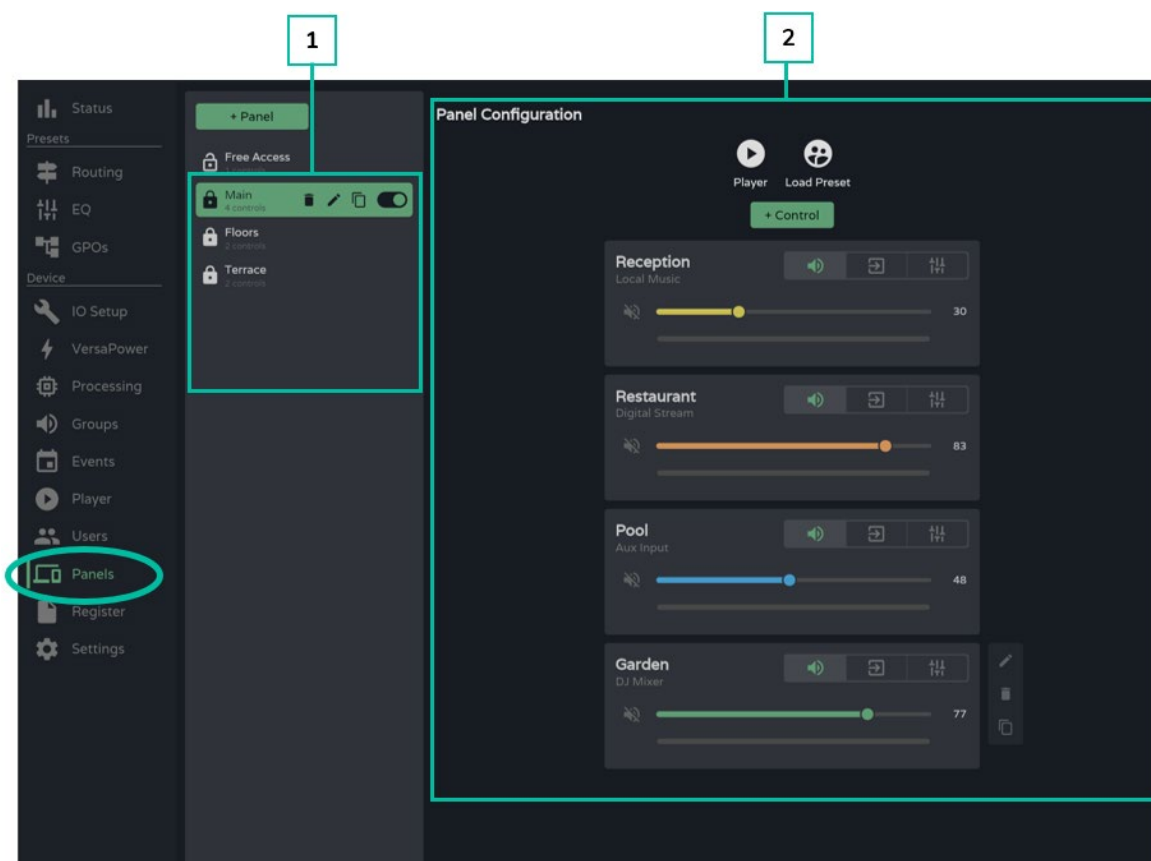 1
2
Status
Presets
Routing
EQ
GPOs
Device
IO Setup
VersaPower
Processing
Groups
Events
Player
Users
Panels
Register
Settings
+ Panel
Free Access
Main
4 controls
Floors
2 controls
Terrace
2 controls
Panel Configuration
Player
Load Preset
+ Control
Reception
Local Music
30
Restaurant
Digital Stream
83
Pool
Aux Input
48
Garden
DJ Mixer
77